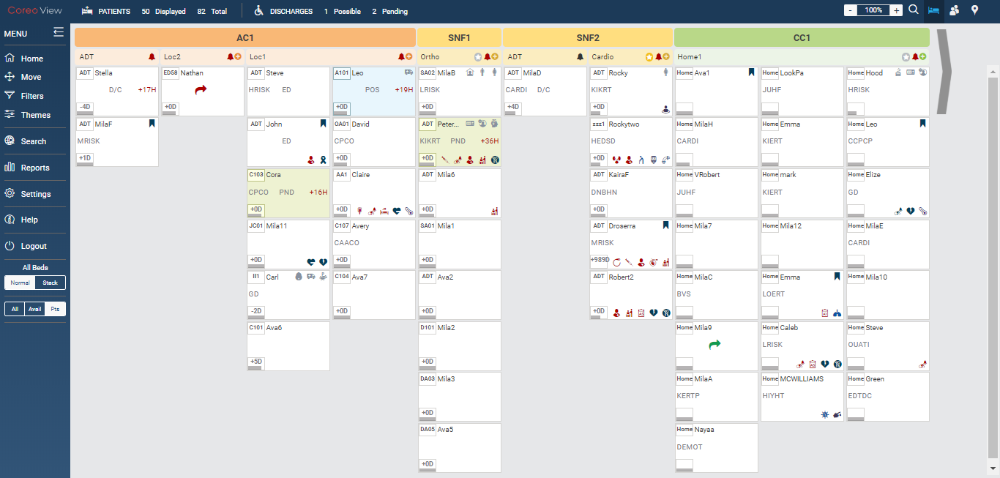 Coreo View
PATIENTS 50 Displayed 82 Total
DISCHARGES 1 Possible 2 Pending
- 100% +
MENU
Home
Move
Filters
Themes
Search
Reports
Settings
Help
Logout
All Beds
Normal Stack
All Avail Pts
AC1 SNF1 SNF2 CC1
ADT Loc2 Loc1 Ortho ADT Cardio Home1
ADT Stella
D/C +17H
-4D
ADT MilaF
MRISK
+1D
ED58 Nathan
+0D
ADT Steve
HRISK ED
ADT John
ED
C103 Cora
CPCO PND +16H
+0D
JC01 Mila11
+0D
II1 Carl
GD
-2D
C101 Ava6
+5D
A101 Leo
POS +19H
+0D
OA01 David
CPCO
+0D
AA1 Claire
+0D
C107 Avery
CAACO
+0D
C104 Ava7
+0D
SA02 MilaB
LRISK
+0D
ADT Peter...
KIKRT PND +36H
+0D
ADT Mila6
+0D
SA01 Mila1
+0D
ADT Ava2
+0D
D101 Mila2
+0D
DA03 Mila3
+0D
DA05 Ava5
+0D
ADT MilaD
CARDI D/C
+4D
ADT Rocky
KIKRT
+0D
zzz1 Rockytwo
HEDSD
+0D
ADT KairaF
DNBHN
+0D
ADT Droserra
MRISK
+989D
ADT Robert2
+0D
Home Ava1
Home MilaH
CARDI
Home VRobert
JUHF
Home Mila7
Home MilaC
BVS
Home Mila9
Home MilaA
KERTP
Home Nayaa
DEMOT
Home LookPa
JUHF
Home Emma
KIERT
Home mark
KIERT
Home Mila12
Home Emma
LOERT
Home Caleb
LRISK
Home MCWILLIAMS
HIYHT
Home Hood
HRISK
Home Leo
CCPCP
Home Elize
GD
Home MilaE
CARDI
Home Mila10
Home Steve
OUATI
Home Green
EDTDC